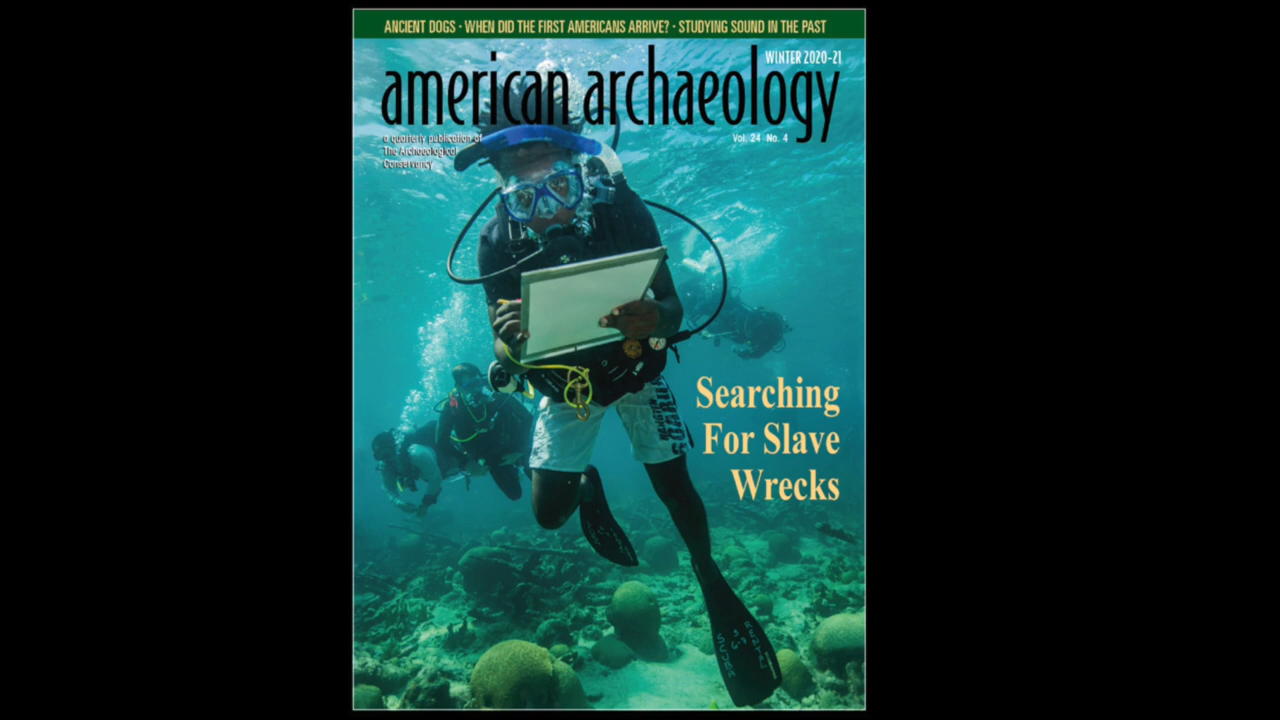 ANCIENT DOGS • WHEN DID THE FIRST AMERICANS ARRIVE? • STUDYING SOUND IN THE PAST
WINTER 2020-21
american archaeology
a quarterly publication of
The Archaeological
Conservancy
Vol. 24 No. 4
Searching
For Slave
Wrecks